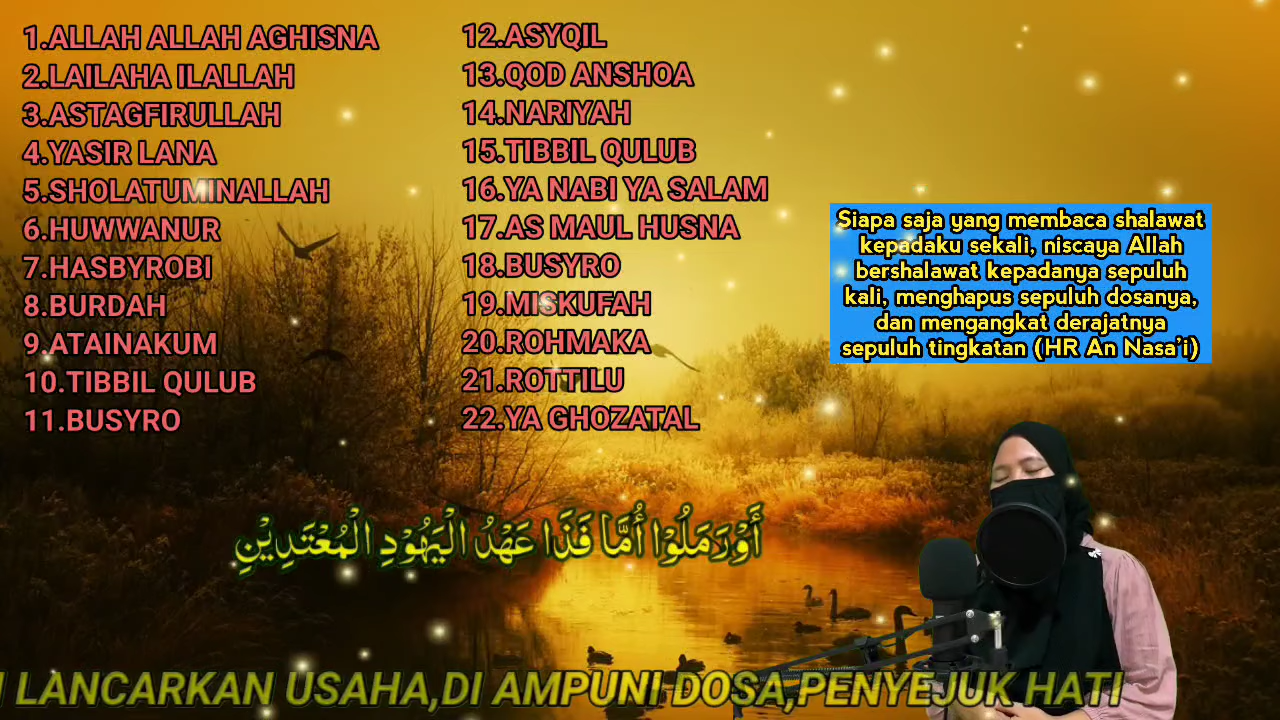 1.ALLAH ALLAH AGHISNA
2.LAILAHA ILALLAH
3.ASTAGFIRULLAH
4.YASIR LANA
5.SHOLATUMINALLAH
6.HUWWANUR
7.HASBYROBI
8.BURDAH
9.ATAINAKUM
10.TIBBIL QULUB
11.BUSYRO
12.ASYQIL
13.QOD ANSHOA
14.NARIYAH
15.TIBBIL QULUB
16.YA NABI YA SALAM
17.AS MAUL HUSNA
18.BUSYRO
19.MISKUFAH
20.ROHMAKA
21.ROTTILU
22.YA GHOZATAL
Siapa saja yang membaca shalawat
kepadaku sekali, niscaya Allah
bershalawat kepadanya sepuluh
kali, menghapus sepuluh dosanya,
dan mengangkat derajatnya
sepuluh tingkatan (HR An Nasa'i)
أَوْرَمَلُوْا أُمَّا فَذَا عَهْدُ الْيَهُوْدِ الْمُعْتَدِيْنِ
LANCARKAN USAHA,DI AMPUNI DOSA,PENYEJUK HATI